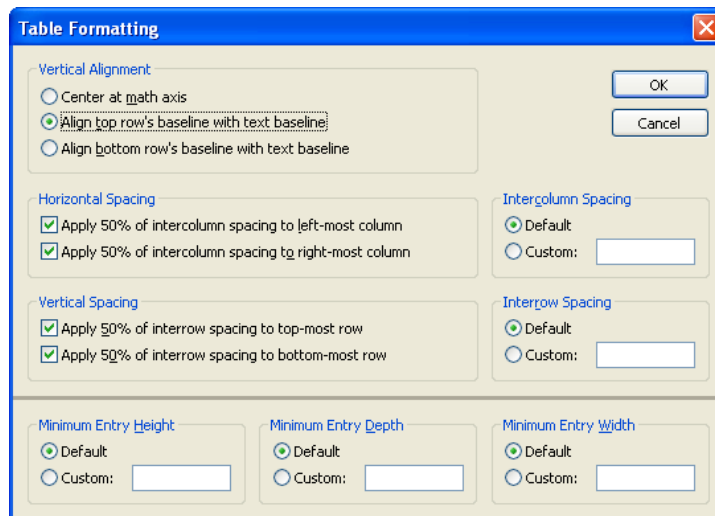 Table Formatting
Vertical Alignment
Center at math axis
Align top row's baseline with text baseline
Align bottom row's baseline with text baseline
OK
Cancel
Horizontal Spacing
Apply 50% of intercolumn spacing to left-most column
Apply 50% of intercolumn spacing to right-most column
Intercolumn Spacing
Default
Custom:
Vertical Spacing
Apply 50% of interrow spacing to top-most row
Apply 50% of interrow spacing to bottom-most row
Interrow Spacing
Default
Custom:
Minimum Entry Height
Default
Custom:
Minimum Entry Depth
Default
Custom:
Minimum Entry Width
Default
Custom: